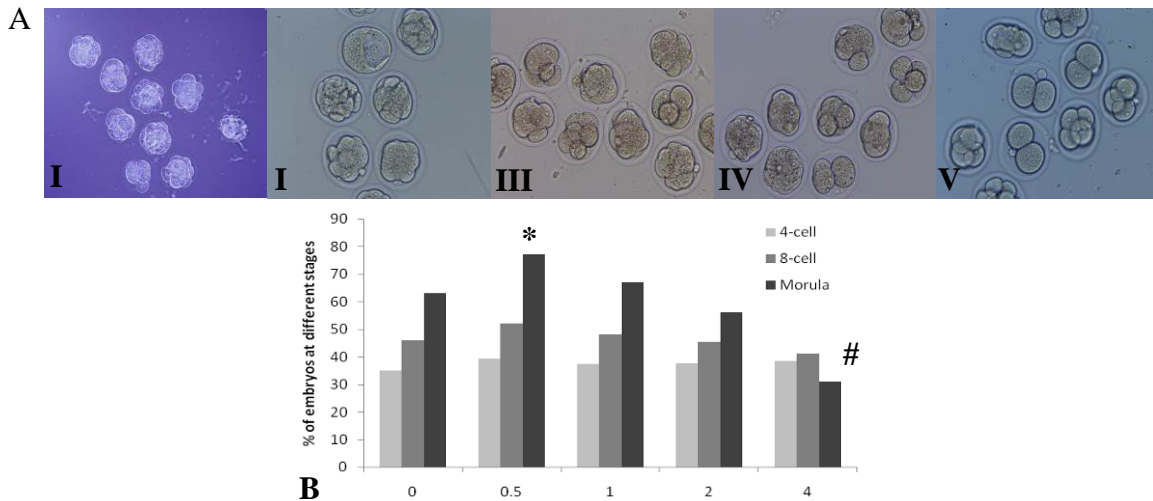 A
I
I
III
IV
V
% of embryos at different stages
90
80
70
60
50
40
30
20
10
0
*
#
4-cell
8-cell
Morula
B
0 0.5 1 2 4